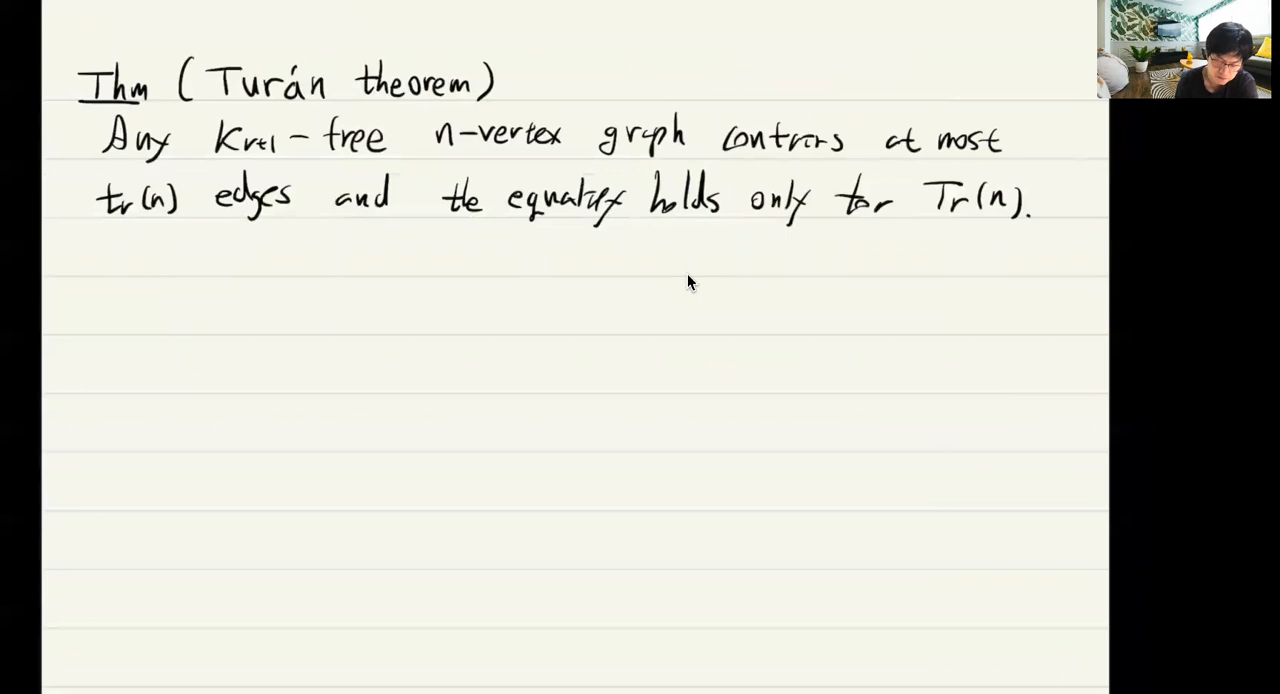 Thm (Turán theorem)
Any Kr+1-free n-vertex graph contains at most
tr(n) edges and the equality holds only for Tr(n).